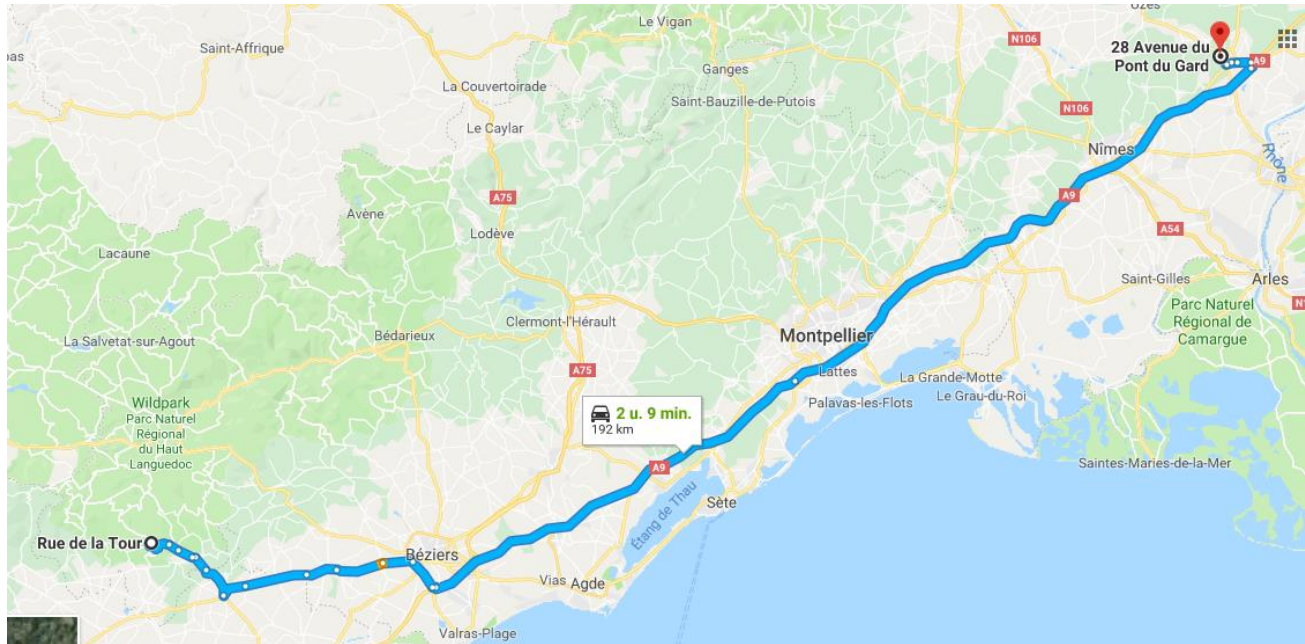 Le Vigan
Uzès
Saint-Affrique
N106
28 Avenue du
Pont du Gard
A9
Ganges
La Couvertoirade
Saint-Bauzille-de-Putois
N106
Le Caylar
Nîmes
Rhône
A75
A9
Avène
Lodève
A54
Lacaune
Saint-Gilles
Arles
Parc Naturel
Régional de
Camargue
Clermont-l'Hérault
Bédarieux
Montpellier
La Salvetat-sur-Agout
A75
Lattes
La Grande-Motte
Palavas-les-Flots
Le Grau-du-Roi
Wildpark
Parc Naturel
Régional
du Haut
Languedoc
2 u. 9 min.
192 km
A9
Saintes-Maries-de-la-Mer
Sète
Étang de Thau
Rue de la Tour
Béziers
Vias
Agde
Valras-Plage